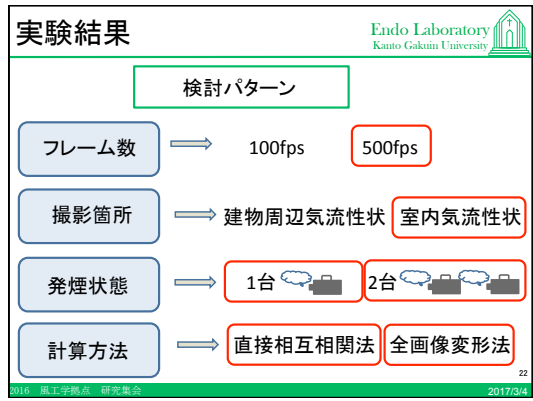 実験結果
Endo Laboratory
Kanto Gakuin University
検討パターン
フレーム数 100fps 500fps
撮影箇所 建物周辺気流性状 室内気流性状
発煙状態 1台 2台
計算方法 直接相互相関法 全画像変形法
22
2016 風工学拠点 研究集会 2017/3/4